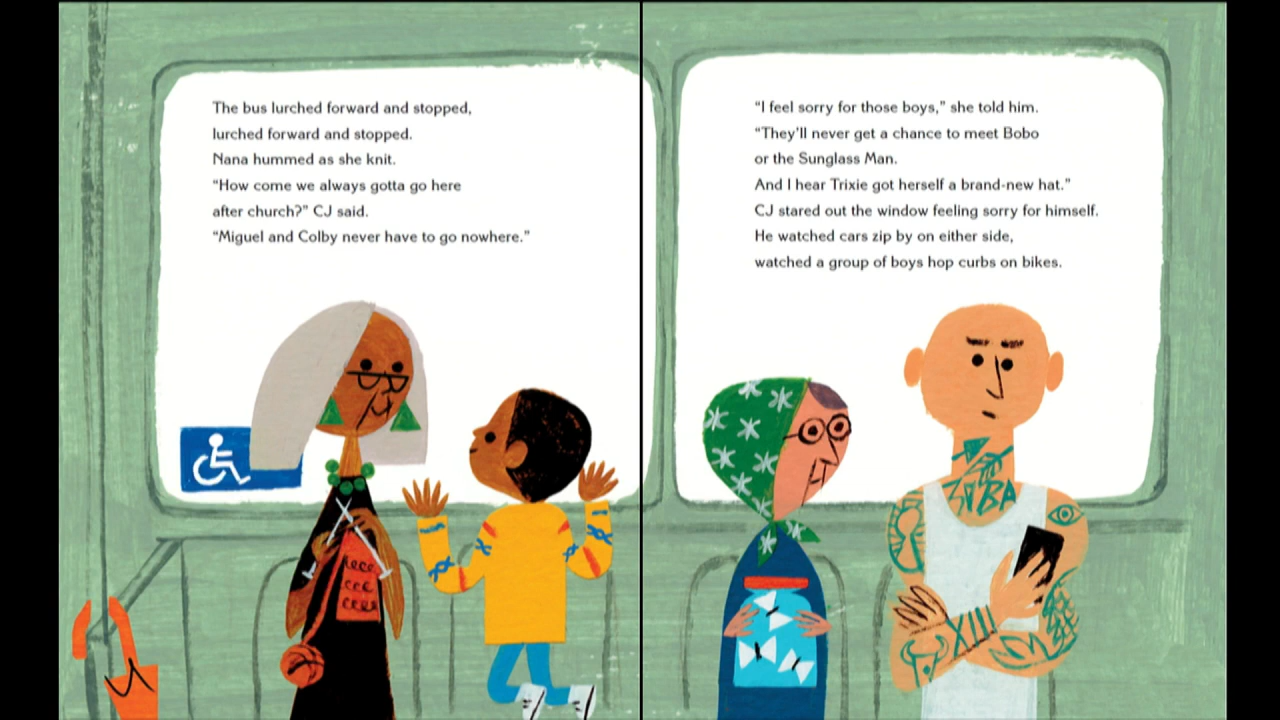 The bus lurched forward and stopped,
lurched forward and stopped.
Nana hummed as she knit.
“How come we always gotta go here
after church?” CJ said.
“Miguel and Colby never have to go nowhere.”
“I feel sorry for those boys,” she told him.
“They’ll never get a chance to meet Bobo
or the Sunglass Man.
And I hear Trixie got herself a brand-new hat.”
CJ stared out the window feeling sorry for himself.
He watched cars zip by on either side,
watched a group of boys hop curbs on bikes.
XIII